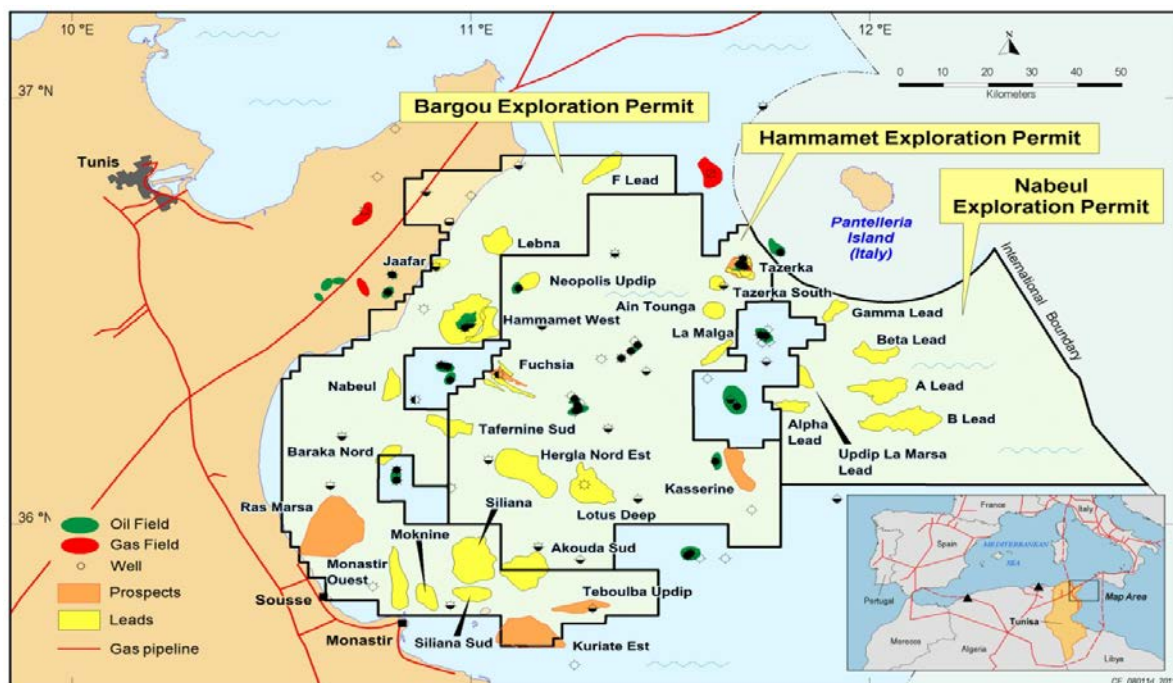 10 °E
11 °E
12 °E
N
37 °N
0 10 20 30 40 50
Kilometers
Bargou Exploration Permit
Hammamet Exploration Permit
Nabeul
Exploration Permit
Tunis
F Lead
Pantelleria
Island
(Italy)
International
Boundary
Lebna
Jaafar
Neopolis Updip
Tazerka
Tazerka South
Ain Tounga
Gamma Lead
Hammamet West
La Malga
Beta Lead
Fuchsia
Nabeul
A Lead
B Lead
Tafernine Sud
Alpha
Lead
Updip La Marsa
Lead
Baraka Nord
Hergla Nord Est
Kasserine
Ras Marsa
Siliana
Lotus Deep
36 °N
Moknine
Akouda Sud
Monastir
Ouest
Teboulba Updip
Sousse
Monastir
Siliana Sud
Kuriate Est
Oil Field
Gas Field
Well
Prospects
Leads
Gas pipeline
France
Italy
Spain
MEDITERRANEAN
SEA
Portugal
Map Area
Tunisa
Morocco
Algeria
Libya